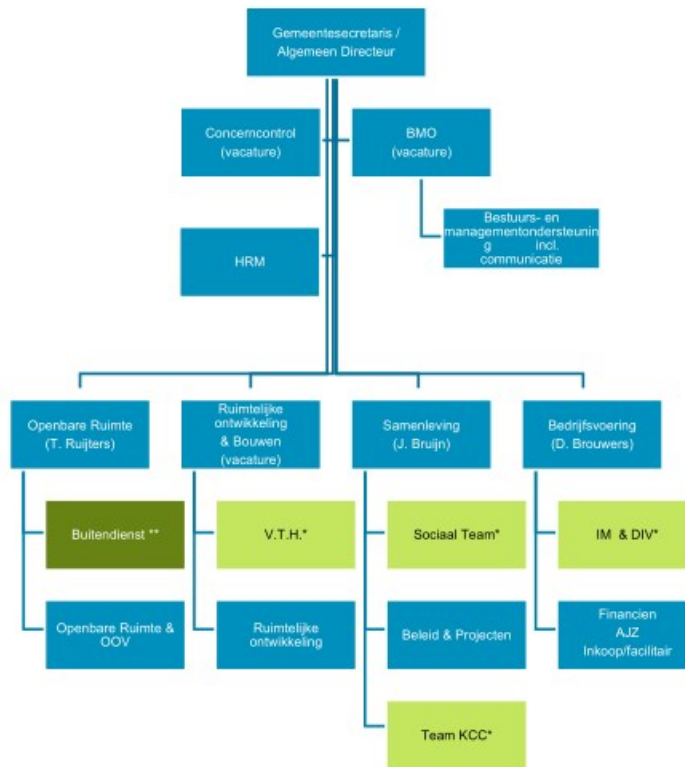 Gemeentesecretaris /
Algemeen Directeur
Concerncontrol
(vacature)
BMO
(vacature)
Bestuurs- en
managementondersteunin
g incl.
communicatie
HRM
Openbare Ruimte
(T. Ruijters)
Ruimtelijke
ontwikkeling
& Bouwen
(vacature)
Samenleving
(J. Bruijn)
Bedrijfsvoering
(D. Brouwers)
Buitendienst **
V.T.H.*
Sociaal Team*
IM & DIV*
Openbare Ruimte &
OOV
Ruimtelijke
ontwikkeling
Beleid & Projecten
Financien
AJZ
Inkoop/facilitair
Team KCC*